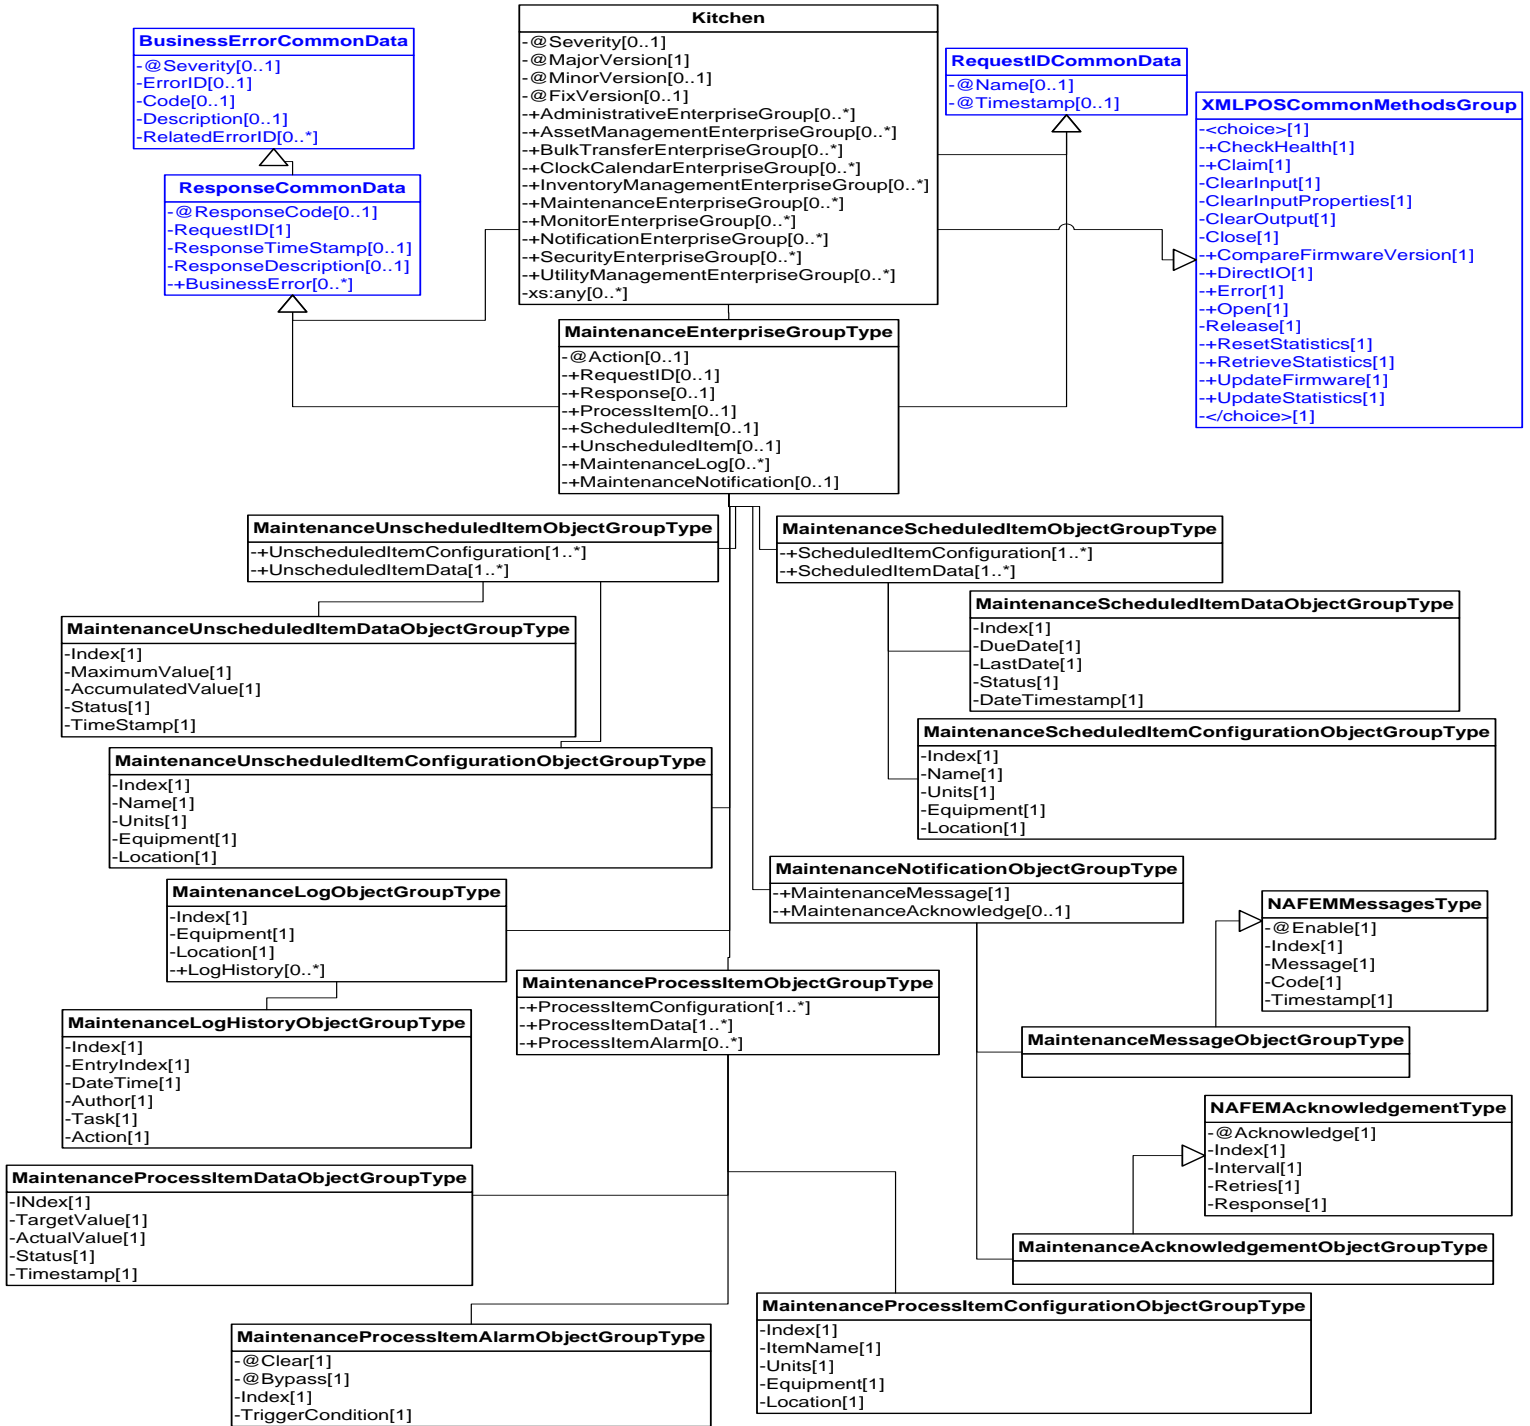 Kitchen
-@Severity[0..1]
-@MajorVersion[1]
-@MinorVersion[0..1]
-@FixVersion[0..1]
-+AdministrativeEnterpriseGroup[0..*]
-+AssetManagementEnterpriseGroup[0..*]
-+BulkTransferEnterpriseGroup[0..*]
-+ClockCalendarEnterpriseGroup[0..*]
-+InventoryManagementEnterpriseGroup[0..*]
-+MaintenanceEnterpriseGroup[0..*]
-+MonitorEnterpriseGroup[0..*]
-+NotificationEnterpriseGroup[0..*]
-+SecurityEnterpriseGroup[0..*]
-+UtilityManagementEnterpriseGroup[0..*]
-xs:any[0..*]
BusinessErrorCommonData
-@Severity[0..1]
-ErrorID[0..1]
-Code[0..1]
-Description[0..1]
-RelatedErrorID[0..*]
RequestIDCommonData
-@Name[0..1]
-@Timestamp[0..1]
XMLPOSCommonMethodsGroup
-<choice>[1]
-+CheckHealth[1]
-+Claim[1]
-ClearInput[1]
-ClearInputProperties[1]
-ClearOutput[1]
-Close[1]
-+CompareFirmwareVersion[1]
-+DirectIO[1]
-+Error[1]
-+Open[1]
-Release[1]
-+ResetStatistics[1]
-+RetrieveStatistics[1]
-+UpdateFirmware[1]
-+UpdateStatistics[1]
-</choice>[1]
ResponseCommonData
-@ResponseCode[0..1]
-RequestID[1]
-ResponseTimeStamp[0..1]
-ResponseDescription[0..1]
-+BusinessError[0..*]
MaintenanceEnterpriseGroupType
-@Action[0..1]
-+RequestID[0..1]
-+Response[0..1]
-+ProcessItem[0..1]
-+ScheduledItem[0..1]
-+UnscheduledItem[0..1]
-+MaintenanceLog[0..*]
-+MaintenanceNotification[0..1]
MaintenanceUnscheduledItemObjectGroupType
-+UnscheduledItemConfiguration[1..*]
-+UnscheduledItemData[1..*]
MaintenanceScheduledItemObjectGroupType
-+ScheduledItemConfiguration[1..*]
-+ScheduledItemData[1..*]
MaintenanceUnscheduledItemDataObjectGroupType
-Index[1]
-MaximumValue[1]
-AccumulatedValue[1]
-Status[1]
-TimeStamp[1]
MaintenanceScheduledItemDataObjectGroupType
-Index[1]
-DueDate[1]
-LastDate[1]
-Status[1]
-DateTimestamp[1]
MaintenanceUnscheduledItemConfigurationObjectGroupType
-Index[1]
-Name[1]
-Units[1]
-Equipment[1]
-Location[1]
MaintenanceScheduledItemConfigurationObjectGroupType
-Index[1]
-Name[1]
-Units[1]
-Equipment[1]
-Location[1]
MaintenanceLogObjectGroupType
-Index[1]
-Equipment[1]
-Location[1]
-+LogHistory[0..*]
MaintenanceNotificationObjectGroupType
-+MaintenanceMessage[1]
-+MaintenanceAcknowledge[0..1]
NAFEMMessagesType
-@Enable[1]
-Index[1]
-Message[1]
-Code[1]
-Timestamp[1]
MaintenanceProcessItemObjectGroupType
-+ProcessItemConfiguration[1..*]
-+ProcessItemData[1..*]
-+ProcessItemAlarm[0..*]
MaintenanceLogHistoryObjectGroupType
-Index[1]
-EntryIndex[1]
-DateTime[1]
-Author[1]
-Task[1]
-Action[1]
MaintenanceMessageObjectGroupType
NAFEMAcknowledgementType
-@Acknowledge[1]
-Index[1]
-Interval[1]
-Retries[1]
-Response[1]
MaintenanceProcessItemDataObjectGroupType
-INdex[1]
-TargetValue[1]
-ActualValue[1]
-Status[1]
-Timestamp[1]
MaintenanceAcknowledgementObjectGroupType
MaintenanceProcessItemConfigurationObjectGroupType
-Index[1]
-ItemName[1]
-Units[1]
-Equipment[1]
-Location[1]
MaintenanceProcessItemAlarmObjectGroupType
-@Clear[1]
-@Bypass[1]
-Index[1]
-TriggerCondition[1]